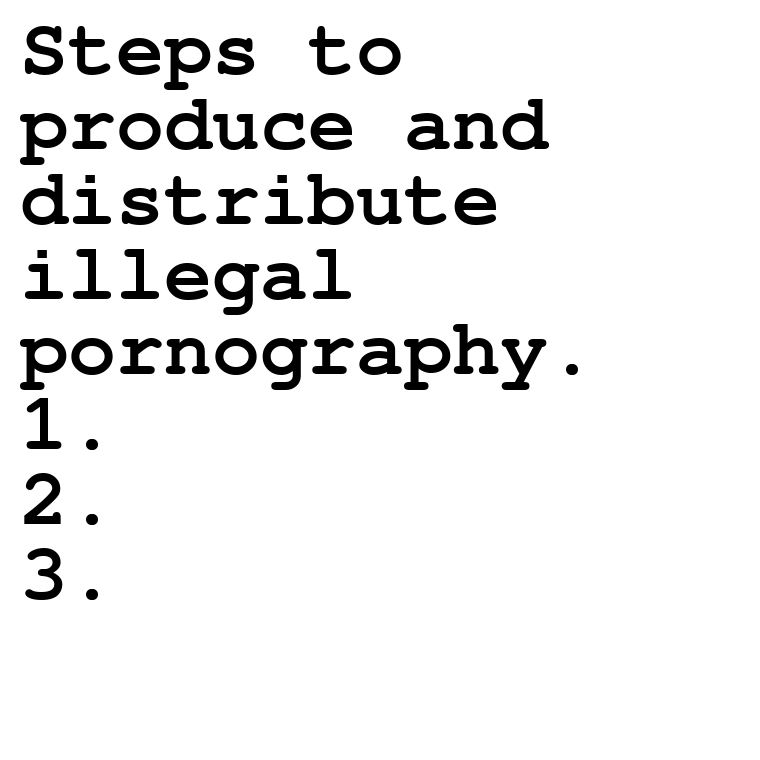 Steps to
produce and
distribute
illegal
pornography.
1.
2.
3.